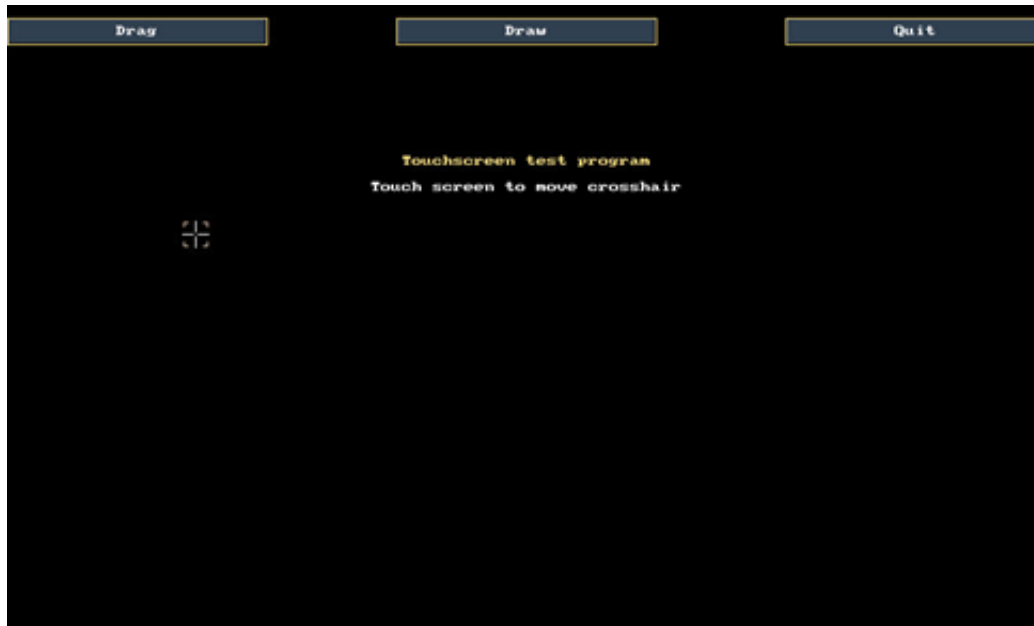 Drag
Draw
Quit
Touchscreen test program
Touch screen to move crosshair